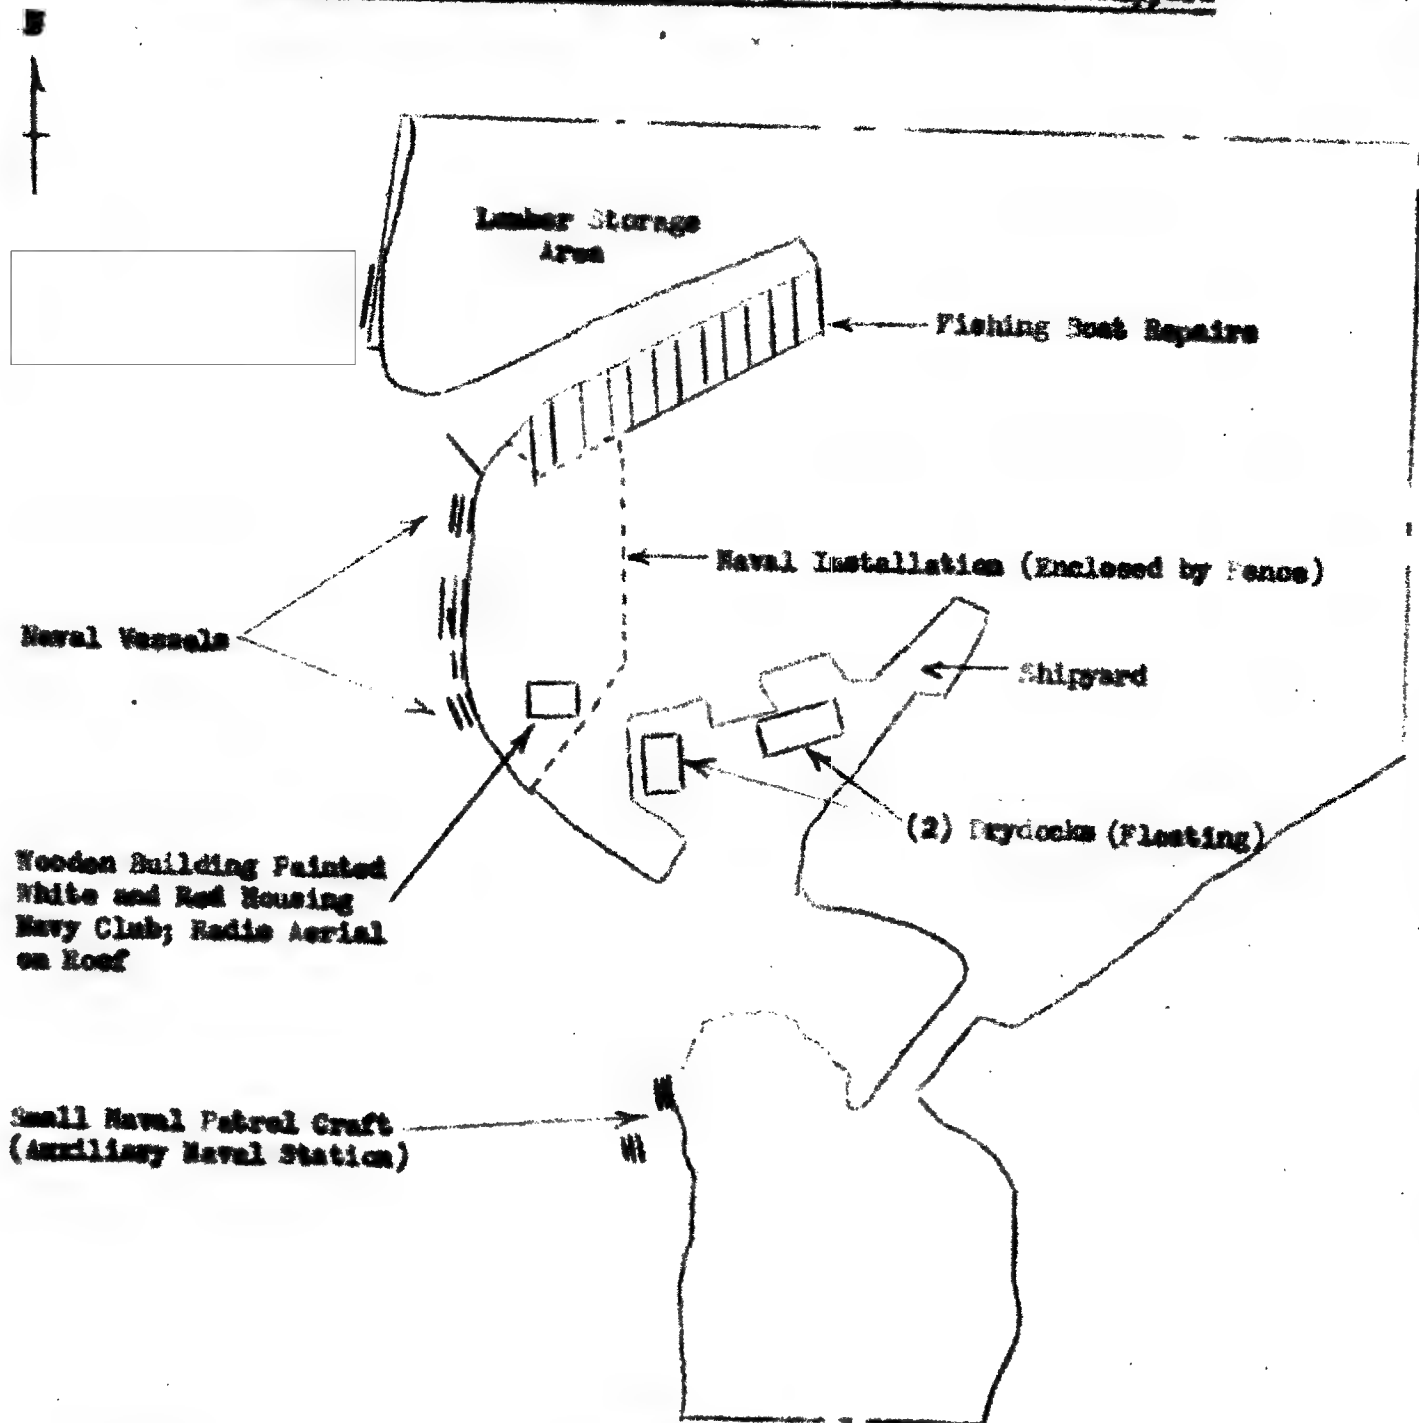 Lumber Storage
Area
Fishing Boat Repairs
Naval Installation (Enclosed by Fence)
Naval Vessels
Shipyard
(2) Drydocks (Floating)
Wooden Building Painted
White and Red Housing
Navy Club; Radio Aerial
on Roof
Small Naval Patrol Craft
(Auxiliary Naval Station)